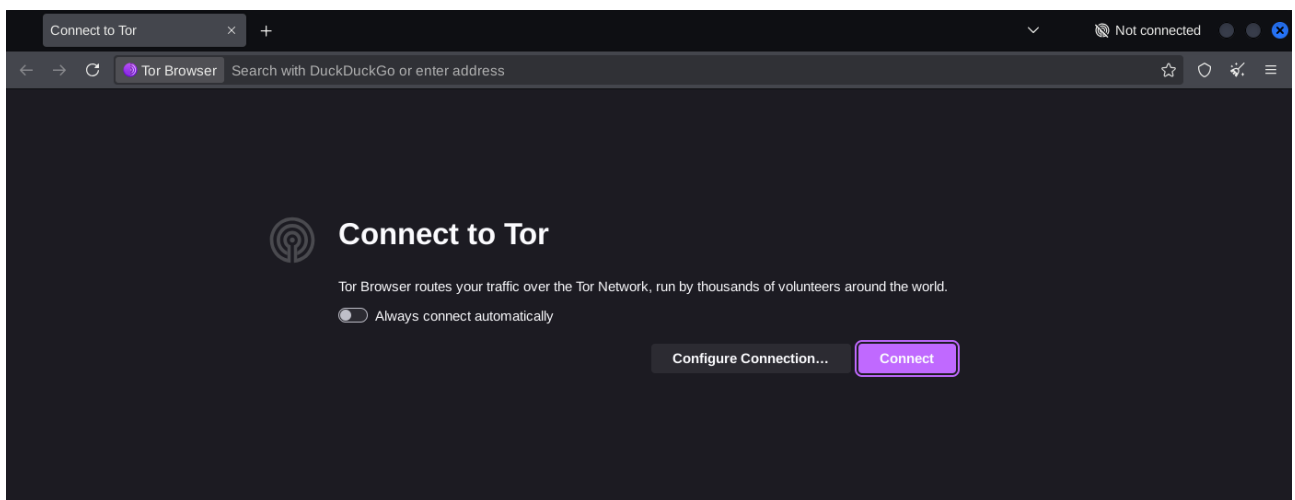 Connect to Tor
Not connected
Tor Browser Search with DuckDuckGo or enter address
Connect to Tor
Tor Browser routes your traffic over the Tor Network, run by thousands of volunteers around the world.
Always connect automatically
Configure Connection… Connect